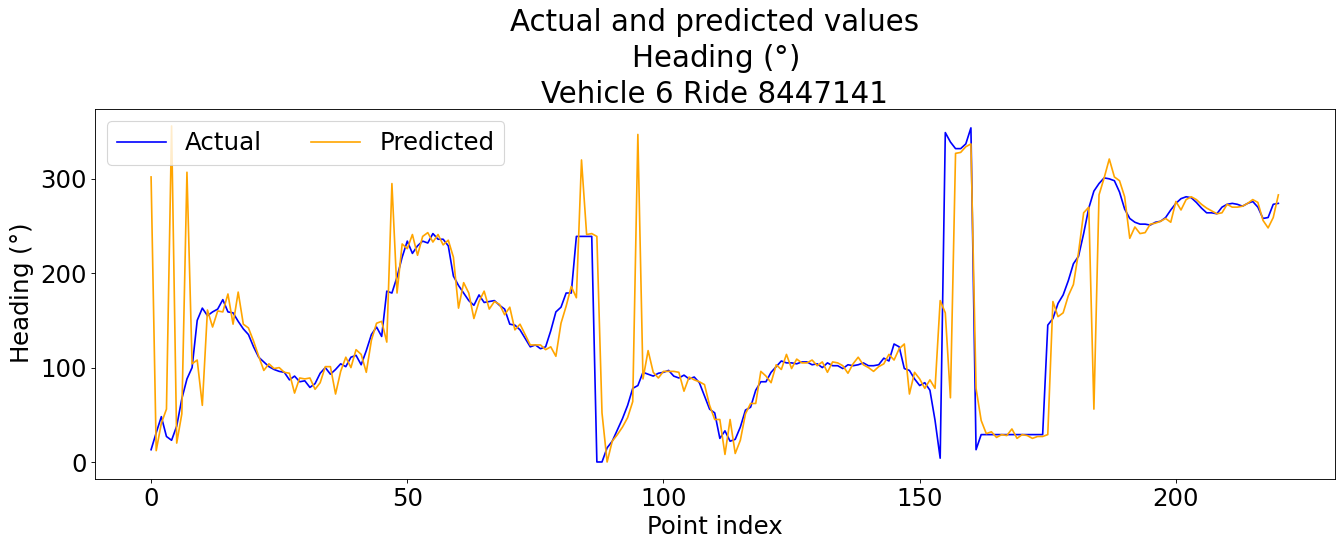 Actual and predicted values
Heading (°)
Vehicle 6 Ride 8447141
Actual
Predicted
Heading (°)
300
200
100
0
0
50
100
150
200
Point index